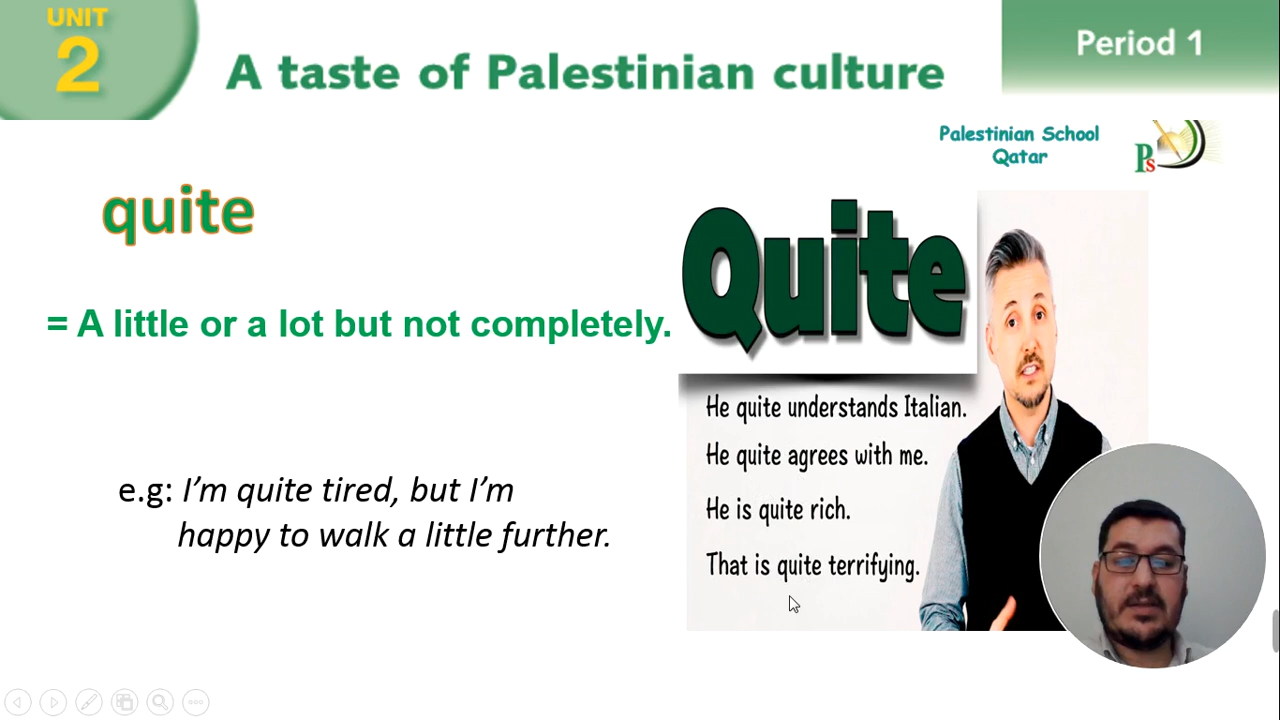 UNIT
2
A taste of Palestinian culture
Period 1
Palestinian School
Qatar
Ps
quite
= A little or a lot but not completely.
e.g: I'm quite tired, but I'm
happy to walk a little further.
Quite
He quite understands Italian.
He quite agrees with me.
He is quite rich.
That is quite terrifying.